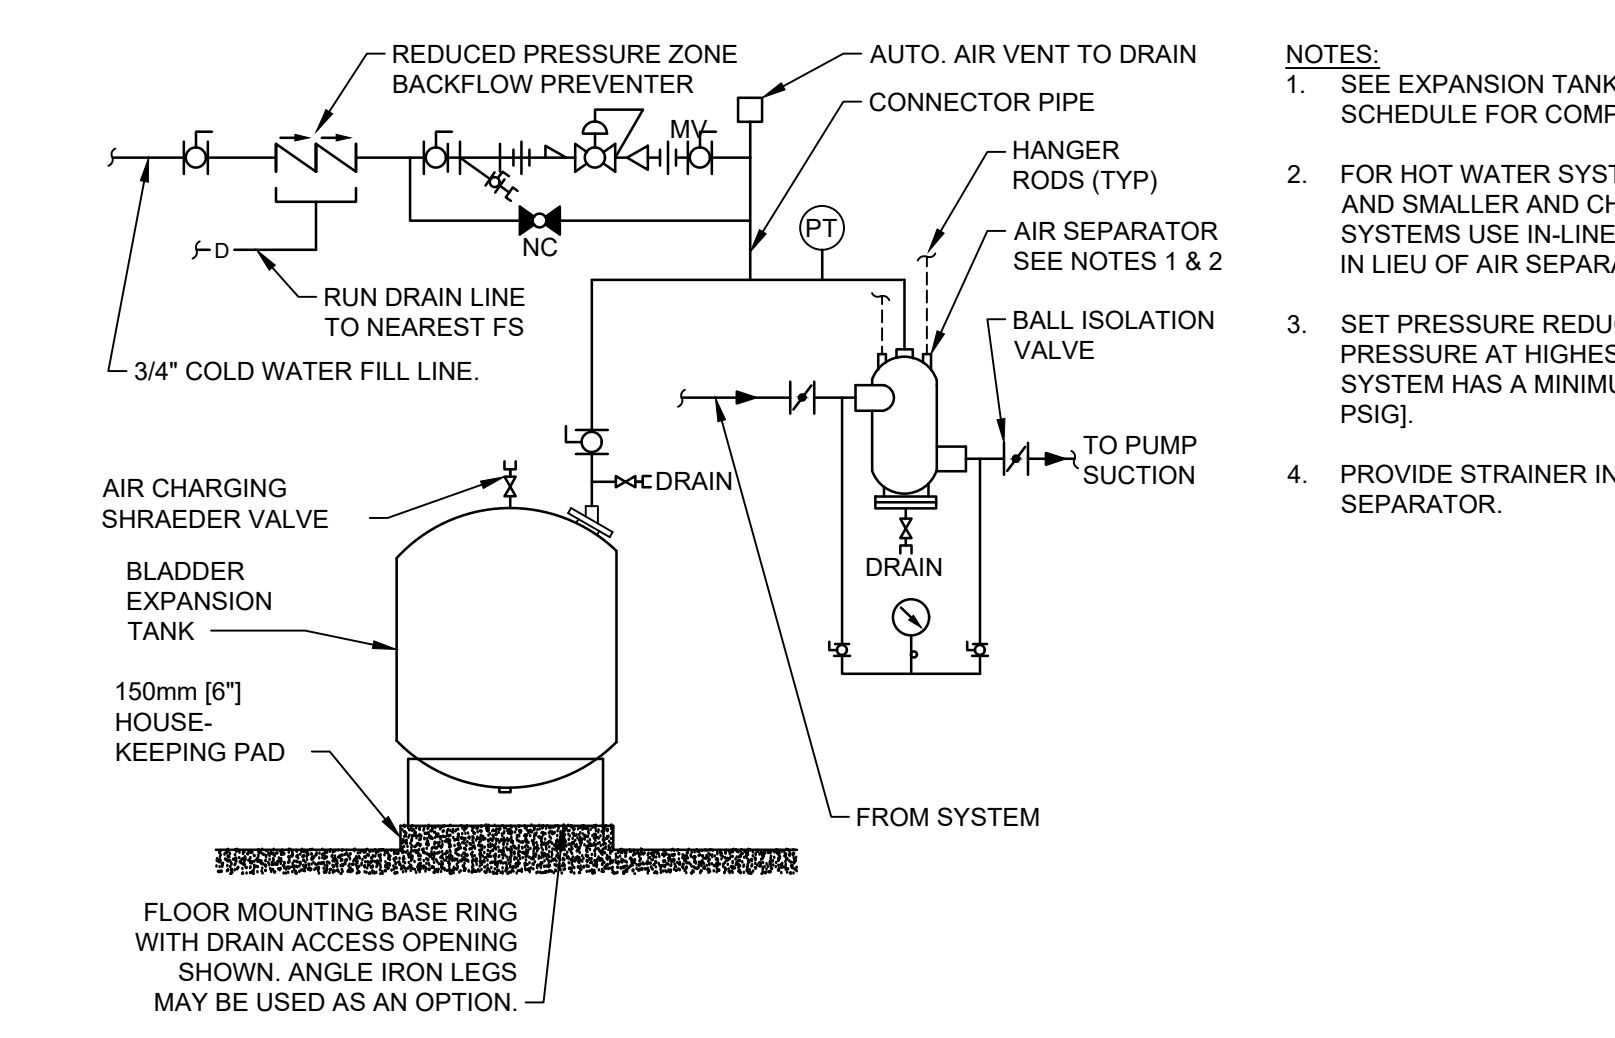 REDUCED PRESSURE ZONE
BACKFLOW PREVENTER
AUTO. AIR VENT TO DRAIN
CONNECTOR PIPE
MV
HANGER
RODS (TYP)
PT
AIR SEPARATOR
SEE NOTES 1 & 2
NC
D
RUN DRAIN LINE
TO NEAREST FS
3/4" COLD WATER FILL LINE.
BALL ISOLATION
VALVE
TO PUMP
SUCTION
DRAIN
AIR CHARGING
SHRAEDER VALVE
DRAIN
BLADDER
EXPANSION
TANK
150mm [6"]
HOUSE-
KEEPING PAD
FROM SYSTEM
FLOOR MOUNTING BASE RING
WITH DRAIN ACCESS OPENING
SHOWN. ANGLE IRON LEGS
MAY BE USED AS AN OPTION.
NOTES:
1. SEE EXPANSION TANK
SCHEDULE FOR COMP
2. FOR HOT WATER SYST
AND SMALLER AND CH
SYSTEMS USE IN-LINE
IN LIEU OF AIR SEPARA
3. SET PRESSURE REDUC
PRESSURE AT HIGHES
SYSTEM HAS A MINIMU
PSIG].
4. PROVIDE STRAINER IN
SEPARATOR.